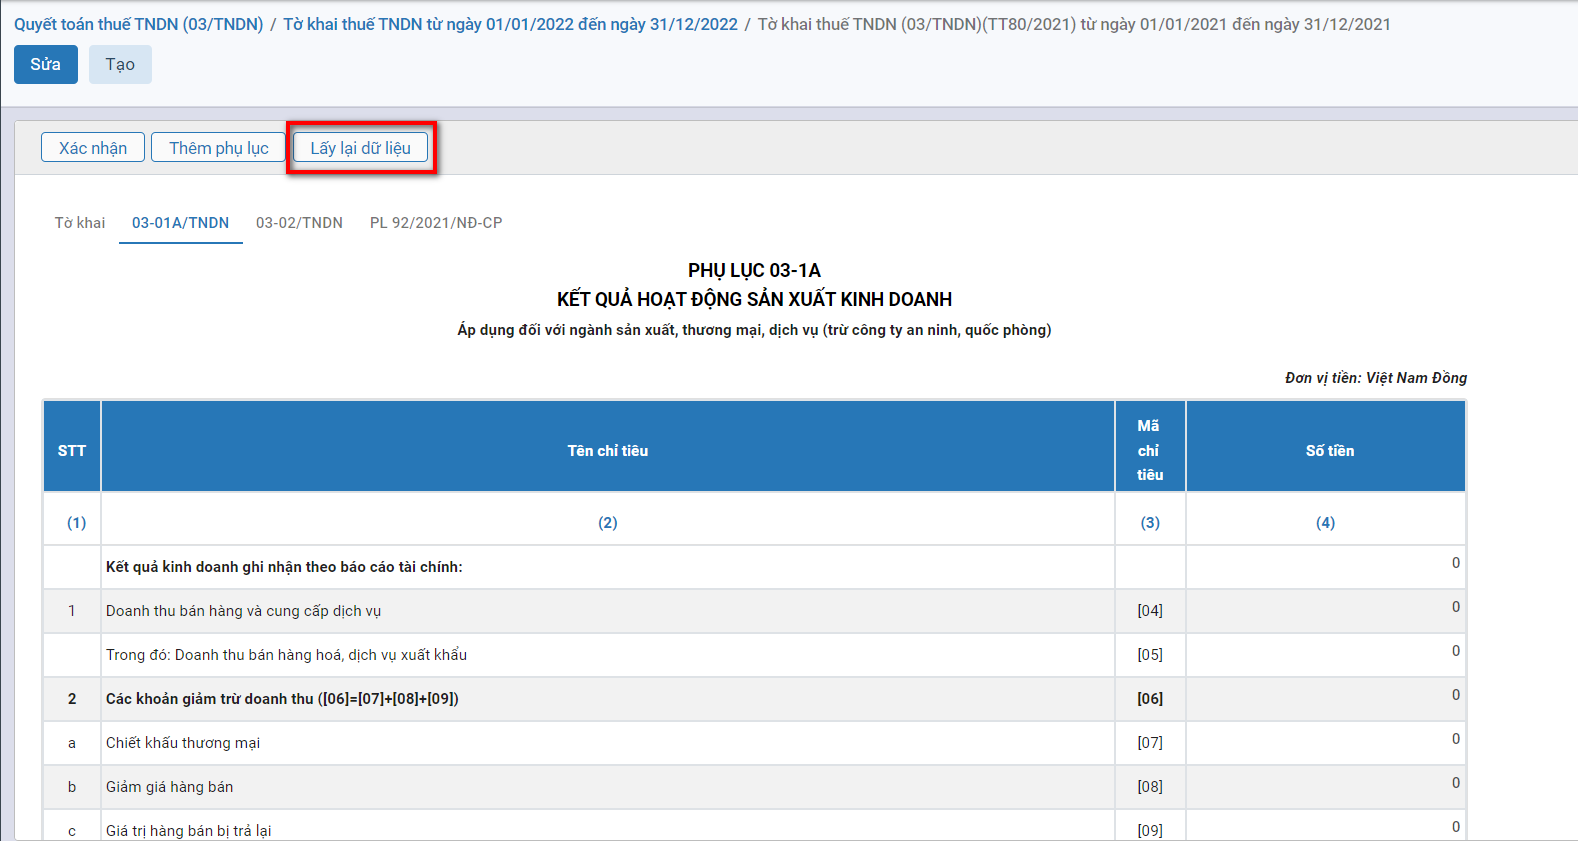 Quyết toán thuế TNDN (03/TNDN) / Tờ khai thuế TNDN từ ngày 01/01/2022 đến ngày 31/12/2022 / Tờ khai thuế TNDN (03/TNDN)(TT80/2021) từ ngày 01/01/2021 đến ngày 31/12/2021
Sửa Tạo
Xác nhận Thêm phụ lục Lấy lại dữ liệu
Tờ khai 03-01A/TNDN 03-02/TNDN PL 92/2021/NĐ-CP
PHỤ LỤC 03-1A
KẾT QUẢ HOẠT ĐỘNG SẢN XUẤT KINH DOANH
Áp dụng đối với ngành sản xuất, thương mại, dịch vụ (trừ công ty an ninh, quốc phòng)
Đơn vị tiền: Việt Nam Đồng
STT Tên chỉ tiêu Mã chỉ tiêu Số tiền
(1) (2) (3) (4)
Kết quả kinh doanh ghi nhận theo báo cáo tài chính: 0
1 Doanh thu bán hàng và cung cấp dịch vụ [04] 0
Trong đó: Doanh thu bán hàng hoá, dịch vụ xuất khẩu [05] 0
2 Các khoản giảm trừ doanh thu ([06]=[07]+[08]+[09]) [06] 0
a Chiết khấu thương mại [07] 0
b Giảm giá hàng bán [08] 0
c Giá trị hàng bán bị trả lại [09] 0